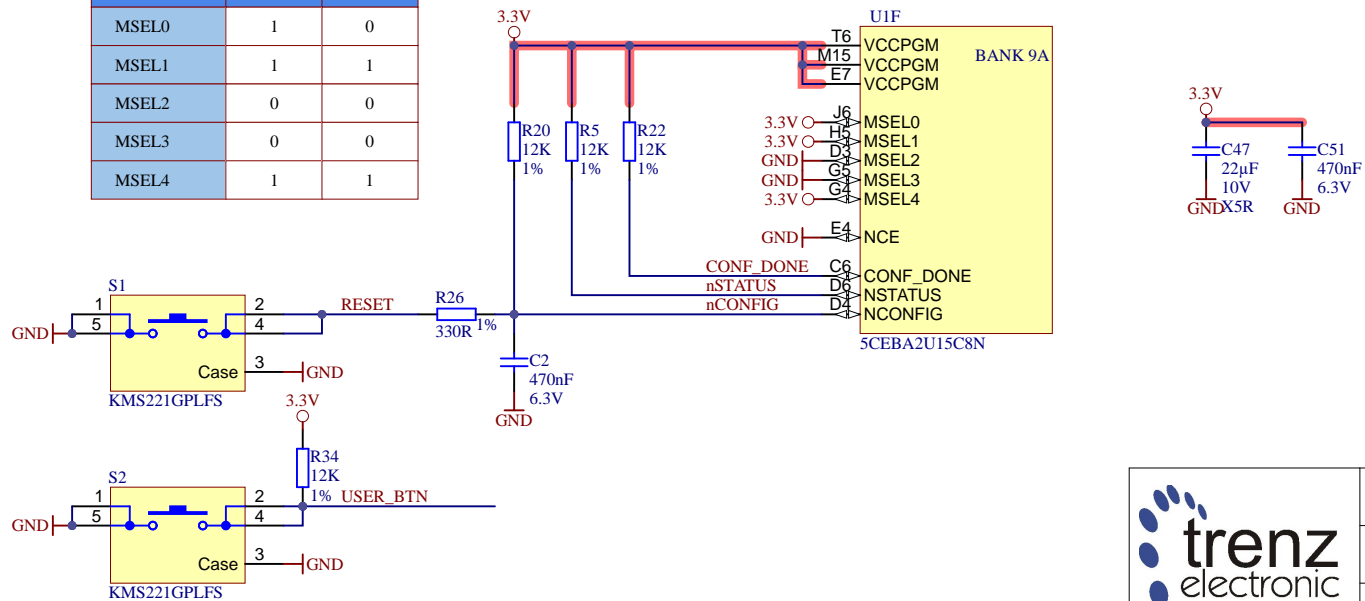 MSEL0 1 0
MSEL1 1 1
MSEL2 0 0
MSEL3 0 0
MSEL4 1 1
3.3V
R20
12K
1%
R5
12K
1%
R22
12K
1%
U1F
BANK 9A
T6 VCCPGM
M15 VCCPGM
E7 VCCPGM
3.3V J6 MSEL0
3.3V H5 MSEL1
GND D3 MSEL2
GND G5 MSEL3
3.3V G4 MSEL4
GND E4 NCE
CONF_DONE C6 CONF_DONE
nSTATUS D6 NSTATUS
nCONFIG D4 NCONFIG
5CEBA2U15C8N
3.3V
C47
22µF
10V
X5R
GND
C51
470nF
6.3V
GND
S1
1
5
GND
2
4
Case 3 GND
KMS221GPLFS
RESET
R26
330R
1%
C2
470nF
6.3V
GND
3.3V
R34
12K
1%
USER_BTN
S2
1
5
GND
2
4
Case 3 GND
KMS221GPLFS
trenz
electronic